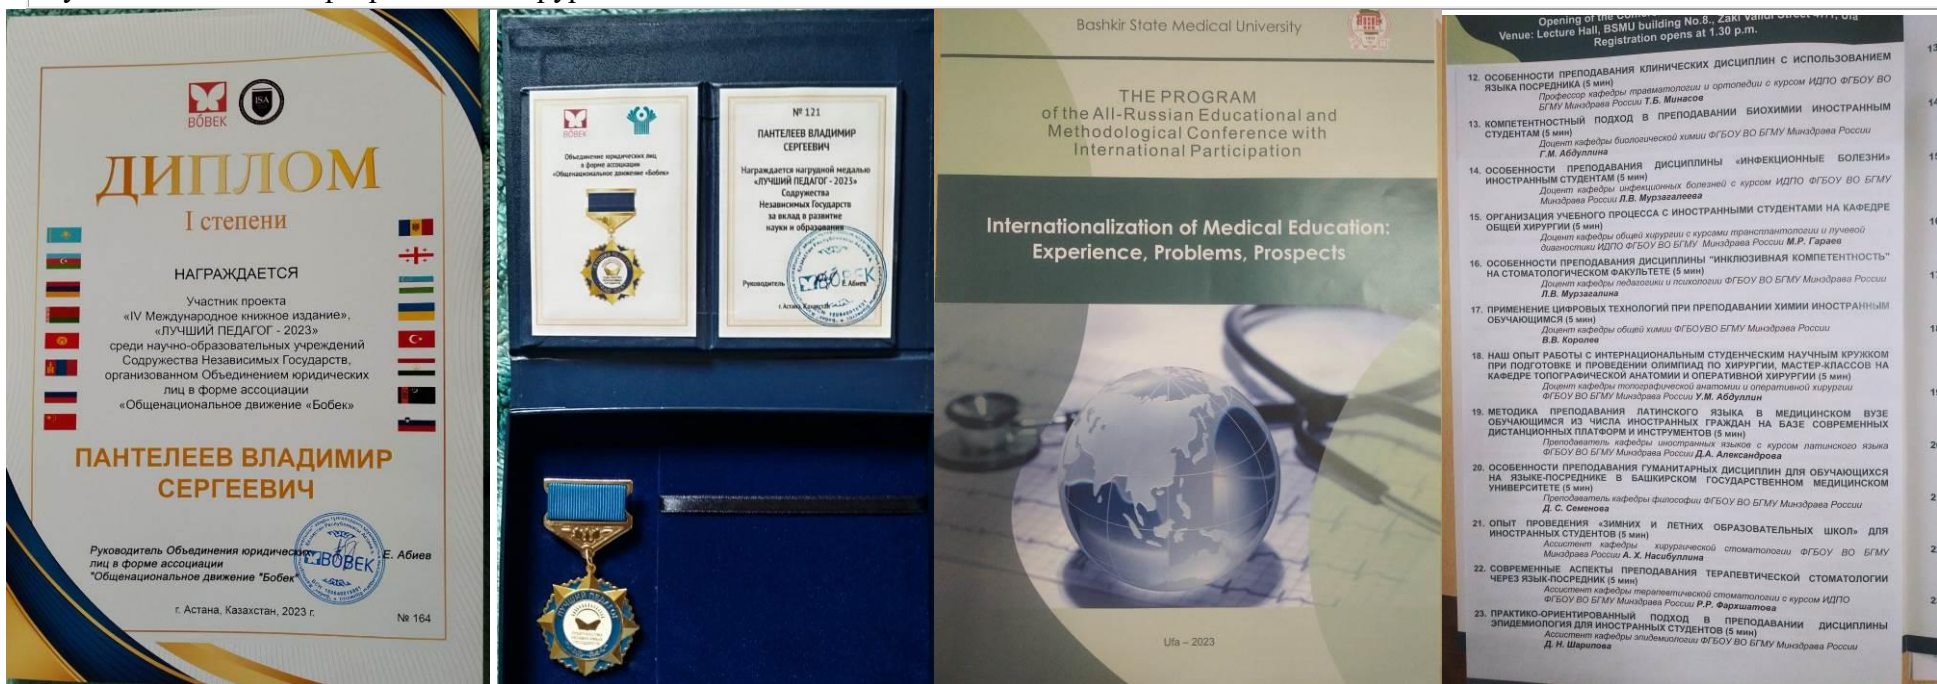 BÓBEK
ISA
ДИПЛОМ
I степени
НАГРАЖДАЕТСЯ
Участник проекта
«IV Международное книжное издание»,
«ЛУЧШИЙ ПЕДАГОГ - 2023»
среди научно-образовательных учреждений
Содружества Независимых Государств,
организованном Объединением юридических
лиц в форме ассоциации
«Общенациональное движение «Бобек»
ПАНТЕЛЕЕВ ВЛАДИМИР
СЕРГЕЕВИЧ
Руководитель Объединения юридических
лиц в форме ассоциации
"Общенациональное движение "Бобек"
Е. Абиев
BÓBEK
г. Астана, Казахстан, 2023 г.
№ 164
BÓBEK
Объединение юридических лиц
в форме ассоциации
«Общенациональное движение «Бобек»
№ 121
ПАНТЕЛЕЕВ ВЛАДИМИР
СЕРГЕЕВИЧ
Награждается нагрудной медалью
«ЛУЧШИЙ ПЕДАГОГ - 2023»
Содружества
Независимых Государств
за вклад в развитие
науки и образования
Руководитель
Е.Абиев
г. Астана, Казахстан
ЛУЧШИЙ ПЕДАГОГ
Bashkir State Medical University
THE PROGRAM
of the All-Russian Educational and
Methodological Conference with
International Participation
Internationalization of Medical Education:
Experience, Problems, Prospects
Ufa – 2023
Opening of the
Venue: Lecture Hall, BSMU building No.8., Zaki Validi Street 47/1, Ufa
Registration opens at 1.30 p.m.
12. ОСОБЕННОСТИ ПРЕПОДАВАНИЯ КЛИНИЧЕСКИХ ДИСЦИПЛИН С ИСПОЛЬЗОВАНИЕМ
ЯЗЫКА ПОСРЕДНИКА (5 мин)
Профессор кафедры травматологии и ортопедии с курсом ИДПО ФГБОУ ВО
БГМУ Минздрава России Т.Б. Минасов
13. КОМПЕТЕНТНОСТНЫЙ ПОДХОД В ПРЕПОДАВАНИИ БИОХИМИИ ИНОСТРАННЫМ
СТУДЕНТАМ (5 мин)
Доцент кафедры биологической химии ФГБОУ ВО БГМУ Минздрава России
Г.М. Абдуллина
14. ОСОБЕННОСТИ ПРЕПОДАВАНИЯ ДИСЦИПЛИНЫ «ИНФЕКЦИОННЫЕ БОЛЕЗНИ»
ИНОСТРАННЫМ СТУДЕНТАМ (5 мин)
Доцент кафедры инфекционных болезней с курсом ИДПО ФГБОУ ВО БГМУ
Минздрава России Л.В. Мурзагалеева
15. ОРГАНИЗАЦИЯ УЧЕБНОГО ПРОЦЕССА С ИНОСТРАННЫМИ СТУДЕНТАМИ НА КАФЕДРЕ
ОБЩЕЙ ХИРУРГИИ (5 мин)
Доцент кафедры общей хирургии с курсами трансплантологии и лучевой
диагностики ИДПО ФГБОУ ВО БГМУ Минздрава России М.Р. Гараев
16. ОСОБЕННОСТИ ПРЕПОДАВАНИЯ ДИСЦИПЛИНЫ "ИНКЛЮЗИВНАЯ КОМПЕТЕНТНОСТЬ"
НА СТОМАТОЛОГИЧЕСКОМ ФАКУЛЬТЕТЕ (5 мин)
Доцент кафедры педагогики и психологии ФГБОУ ВО БГМУ Минздрава России
Л.В. Мурзагалина
17. ПРИМЕНЕНИЕ ЦИФРОВЫХ ТЕХНОЛОГИЙ ПРИ ПРЕПОДАВАНИИ ХИМИИ ИНОСТРАННЫМ
ОБУЧАЮЩИМСЯ (5 мин)
Доцент кафедры общей химии ФГБОУВО БГМУ Минздрава России
В.В. Королев
18. НАШ ОПЫТ РАБОТЫ С ИНТЕРНАЦИОНАЛЬНЫМ СТУДЕНЧЕСКИМ НАУЧНЫМ КРУЖКОМ
ПРИ ПОДГОТОВКЕ И ПРОВЕДЕНИИ ОЛИМПИАД ПО ХИРУРГИИ, МАСТЕР-КЛАССОВ НА
КАФЕДРЕ ТОПОГРАФИЧЕСКОЙ АНАТОМИИ И ОПЕРАТИВНОЙ ХИРУРГИИ (5 мин)
Доцент кафедры топографической анатомии и оперативной хирургии
ФГБОУ ВО БГМУ Минздрава России У.М. Абдуллин
19. МЕТОДИКА ПРЕПОДАВАНИЯ ЛАТИНСКОГО ЯЗЫКА В МЕДИЦИНСКОМ ВУЗЕ
ОБУЧАЮЩИМСЯ ИЗ ЧИСЛА ИНОСТРАННЫХ ГРАЖДАН НА БАЗЕ СОВРЕМЕННЫХ
ДИСТАНЦИОННЫХ ПЛАТФОРМ И ИНСТРУМЕНТОВ (5 мин)
Преподаватель кафедры иностранных языков с курсом латинского языка
ФГБОУ ВО БГМУ Минздрава России Д.А. Александрова
20. ОСОБЕННОСТИ ПРЕПОДАВАНИЯ ГУМАНИТАРНЫХ ДИСЦИПЛИН ДЛЯ ОБУЧАЮЩИХСЯ
НА ЯЗЫКЕ-ПОСРЕДНИКЕ В БАШКИРСКОМ ГОСУДАРСТВЕННОМ МЕДИЦИНСКОМ
УНИВЕРСИТЕТЕ (5 мин)
Преподаватель кафедры философии ФГБОУ ВО БГМУ Минздрава России
Д. С. Семенова
21. ОПЫТ ПРОВЕДЕНИЯ «ЗИМНИХ И ЛЕТНИХ ОБРАЗОВАТЕЛЬНЫХ ШКОЛ» ДЛЯ
ИНОСТРАННЫХ СТУДЕНТОВ (5 мин)
Ассистент кафедры хирургической стоматологии ФГБОУ ВО БГМУ
Минздрава России А. Х. Насибуллина
22. СОВРЕМЕННЫЕ АСПЕКТЫ ПРЕПОДАВАНИЯ ТЕРАПЕВТИЧЕСКОЙ СТОМАТОЛОГИИ
ЧЕРЕЗ ЯЗЫК-ПОСРЕДНИК (5 мин)
Ассистент кафедры терапевтической стоматологии с курсом ИДПО
ФГБОУ ВО БГМУ Минздрава России Р.Р. Фархшатова
23. ПРАКТИКО-ОРИЕНТИРОВАННЫЙ ПОДХОД В ПРЕПОДАВАНИИ ДИСЦИПЛИНЫ
ЭПИДЕМИОЛОГИЯ ДЛЯ ИНОСТРАННЫХ СТУДЕНТОВ (5 мин)
Ассистент кафедры эпидемиологии ФГБОУ ВО БГМУ Минздрава России
Д. Н. Шарипова